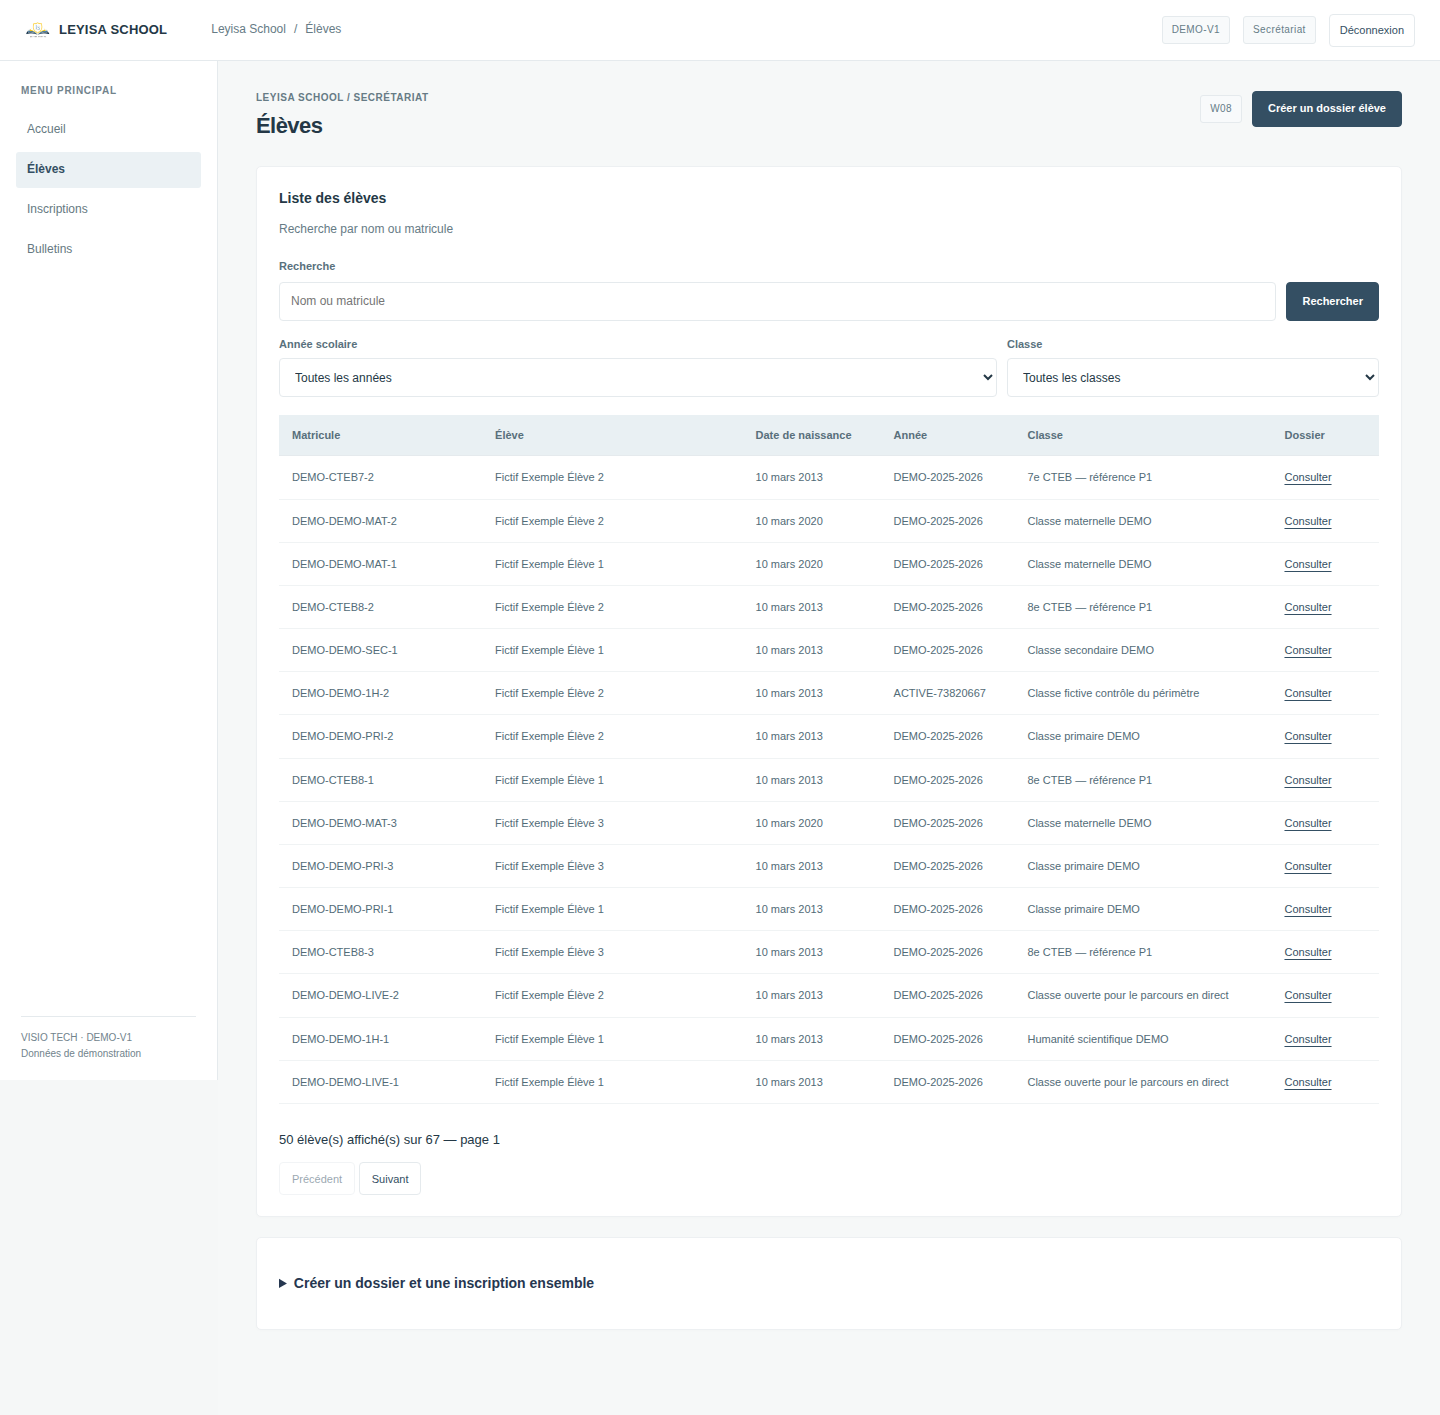 LEYISA SCHOOL
Leyisa School / Élèves
DEMO-V1
Secrétariat
Déconnexion
MENU PRINCIPAL
Accueil
Élèves
Inscriptions
Bulletins
VISIO TECH · DEMO-V1
Données de démonstration
LEYISA SCHOOL / SECRÉTARIAT
Élèves
W08
Créer un dossier élève
Liste des élèves
Recherche par nom ou matricule
Recherche
Nom ou matricule
Rechercher
Année scolaire
Classe
Toutes les années
Toutes les classes
Matricule Élève Date de naissance Année Classe Dossier
DEMO-CTEB7-2 Fictif Exemple Élève 2 10 mars 2013 DEMO-2025-2026 7e CTEB — référence P1 Consulter
DEMO-DEMO-MAT-2 Fictif Exemple Élève 2 10 mars 2020 DEMO-2025-2026 Classe maternelle DEMO Consulter
DEMO-DEMO-MAT-1 Fictif Exemple Élève 1 10 mars 2020 DEMO-2025-2026 Classe maternelle DEMO Consulter
DEMO-CTEB8-2 Fictif Exemple Élève 2 10 mars 2013 DEMO-2025-2026 8e CTEB — référence P1 Consulter
DEMO-DEMO-SEC-1 Fictif Exemple Élève 1 10 mars 2013 DEMO-2025-2026 Classe secondaire DEMO Consulter
DEMO-DEMO-1H-2 Fictif Exemple Élève 2 10 mars 2013 ACTIVE-73820667 Classe fictive contrôle du périmètre Consulter
DEMO-DEMO-PRI-2 Fictif Exemple Élève 2 10 mars 2013 DEMO-2025-2026 Classe primaire DEMO Consulter
DEMO-CTEB8-1 Fictif Exemple Élève 1 10 mars 2013 DEMO-2025-2026 8e CTEB — référence P1 Consulter
DEMO-DEMO-MAT-3 Fictif Exemple Élève 3 10 mars 2020 DEMO-2025-2026 Classe maternelle DEMO Consulter
DEMO-DEMO-PRI-3 Fictif Exemple Élève 3 10 mars 2013 DEMO-2025-2026 Classe primaire DEMO Consulter
DEMO-DEMO-PRI-1 Fictif Exemple Élève 1 10 mars 2013 DEMO-2025-2026 Classe primaire DEMO Consulter
DEMO-CTEB8-3 Fictif Exemple Élève 3 10 mars 2013 DEMO-2025-2026 8e CTEB — référence P1 Consulter
DEMO-DEMO-LIVE-2 Fictif Exemple Élève 2 10 mars 2013 DEMO-2025-2026 Classe ouverte pour le parcours en direct Consulter
DEMO-DEMO-1H-1 Fictif Exemple Élève 1 10 mars 2013 DEMO-2025-2026 Humanité scientifique DEMO Consulter
DEMO-DEMO-LIVE-1 Fictif Exemple Élève 1 10 mars 2013 DEMO-2025-2026 Classe ouverte pour le parcours en direct Consulter
50 élève(s) affiché(s) sur 67 — page 1
Précédent
Suivant
Créer un dossier et une inscription ensemble